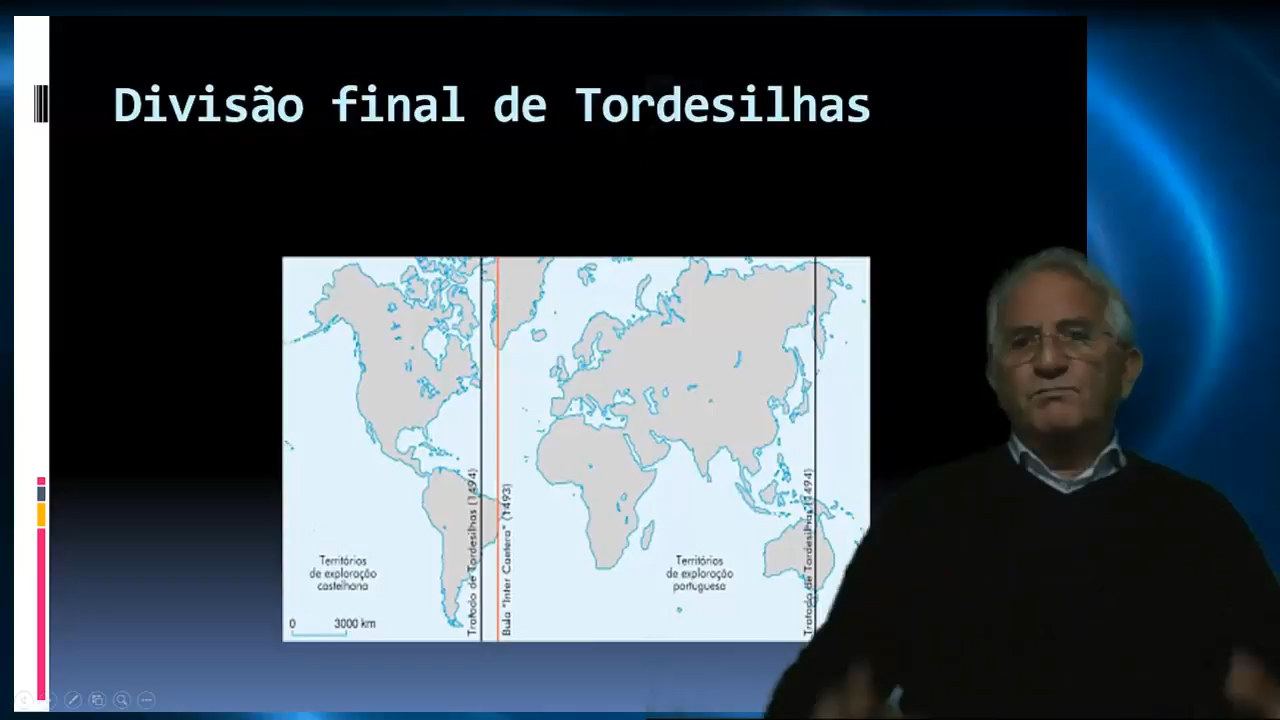 Divisão final de Tordesilhas
Tratado de Tordesilhas (1494)
Bula "Inter Caetera" (1493)
Tratado de Tordesilhas (1494)
Territórios
de exploração
castelhana
Territórios
de exploração
portuguesa
0 3000 km